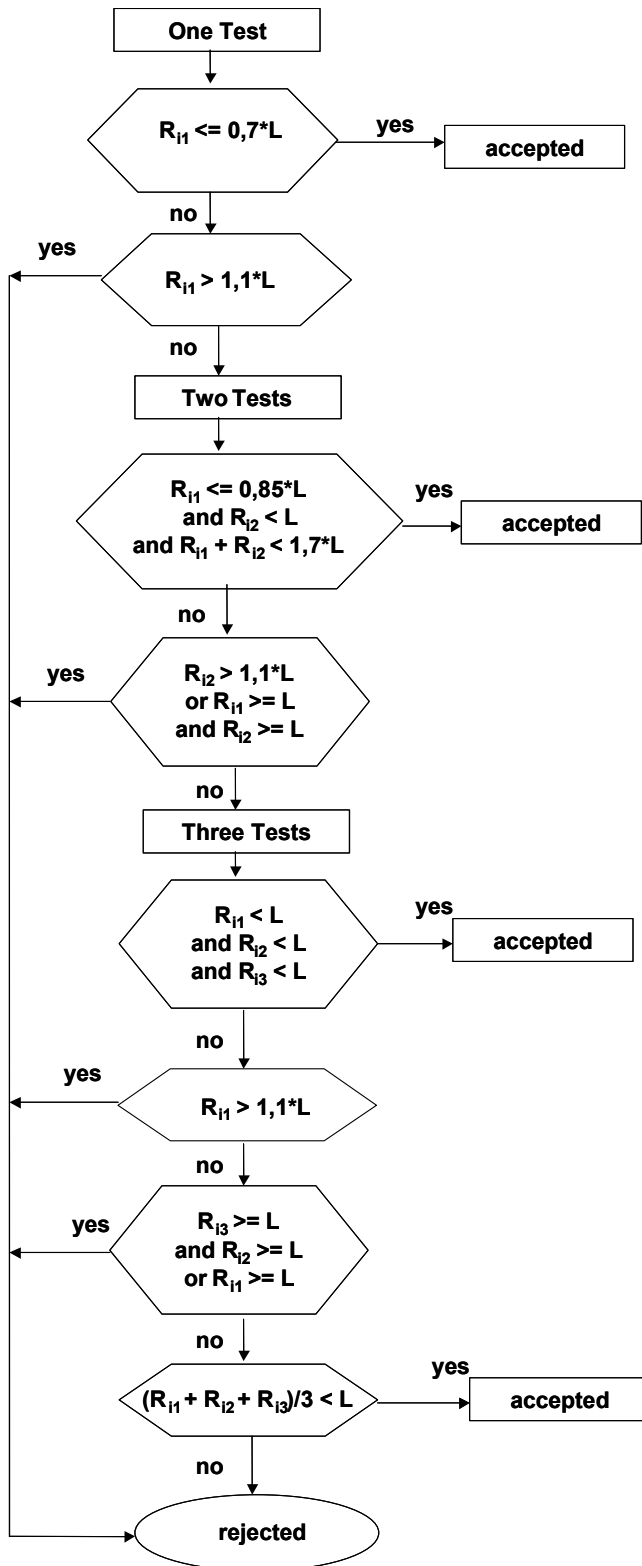 One Test
Ri1 <= 0,7*L
yes
accepted
no
yes
Ri1 > 1,1*L
no
Two Tests
Ri1 <= 0,85*L
and Ri2 < L
and Ri1 + Ri2 < 1,7*L
yes
accepted
no
yes
Ri2 > 1,1*L
or Ri1 >= L
and Ri2 >= L
no
Three Tests
Ri1 < L
and Ri2 < L
and Ri3 < L
yes
accepted
no
yes
Ri1 > 1,1*L
no
yes
Ri3 >= L
and Ri2 >= L
or Ri1 >= L
no
(Ri1 + Ri2 + Ri3)/3 < L
yes
accepted
no
rejected